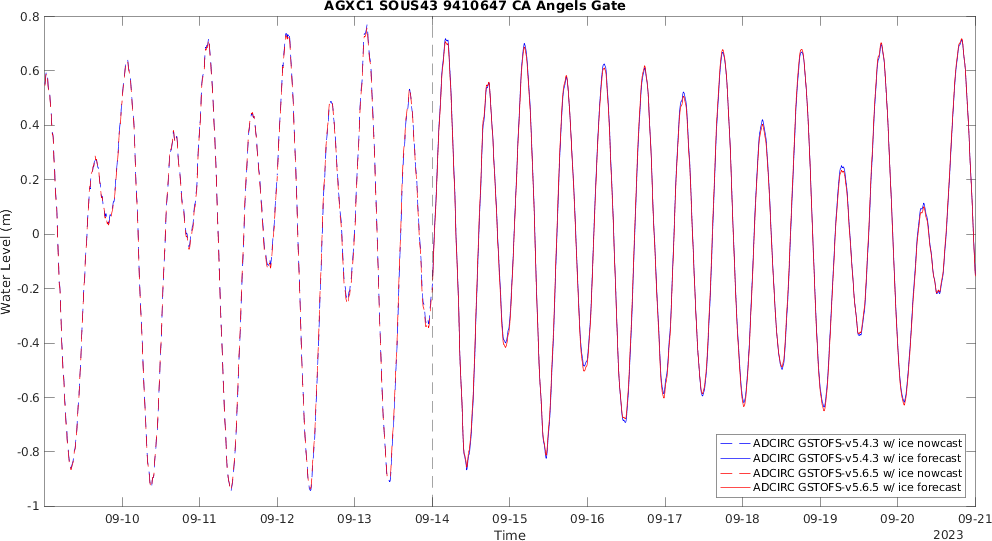 AGXC1 SOUS43 9410647 CA Angels Gate
0.8
0.6
0.4
0.2
0
-0.2
-0.4
-0.6
-0.8
-1
Water Level (m)
ADCIRC GSTOFS-v5.4.3 w/ ice nowcast
ADCIRC GSTOFS-v5.4.3 w/ ice forecast
ADCIRC GSTOFS-v5.6.5 w/ ice nowcast
ADCIRC GSTOFS-v5.6.5 w/ ice forecast
09-10 09-11 09-12 09-13 09-14 09-15 09-16 09-17 09-18 09-19 09-20 09-21
Time
2023